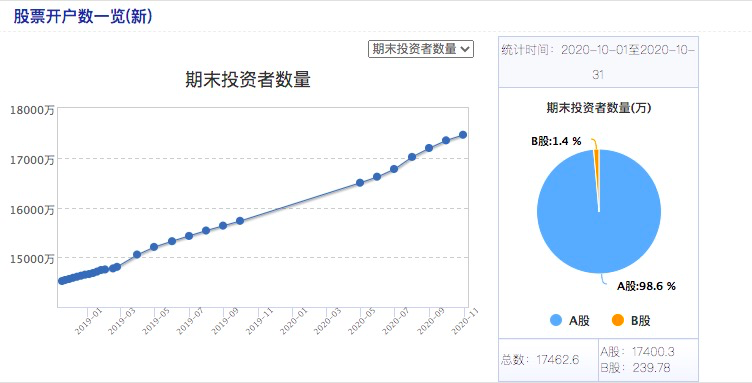 股票开户数一览(新)
期末投资者数量
期末投资者数量
18000万
17000万
16000万
15000万
2019-01
2019-03
2019-05
2019-07
2019-09
2019-11
2020-01
2020-03
2020-05
2020-07
2020-09
2020-11
统计时间：2020-10-01至2020-10-
31
期末投资者数量(万)
B股:1.4 %
A股:98.6 %
A股
B股
总数：17462.6
A股：17400.3
B股：239.78